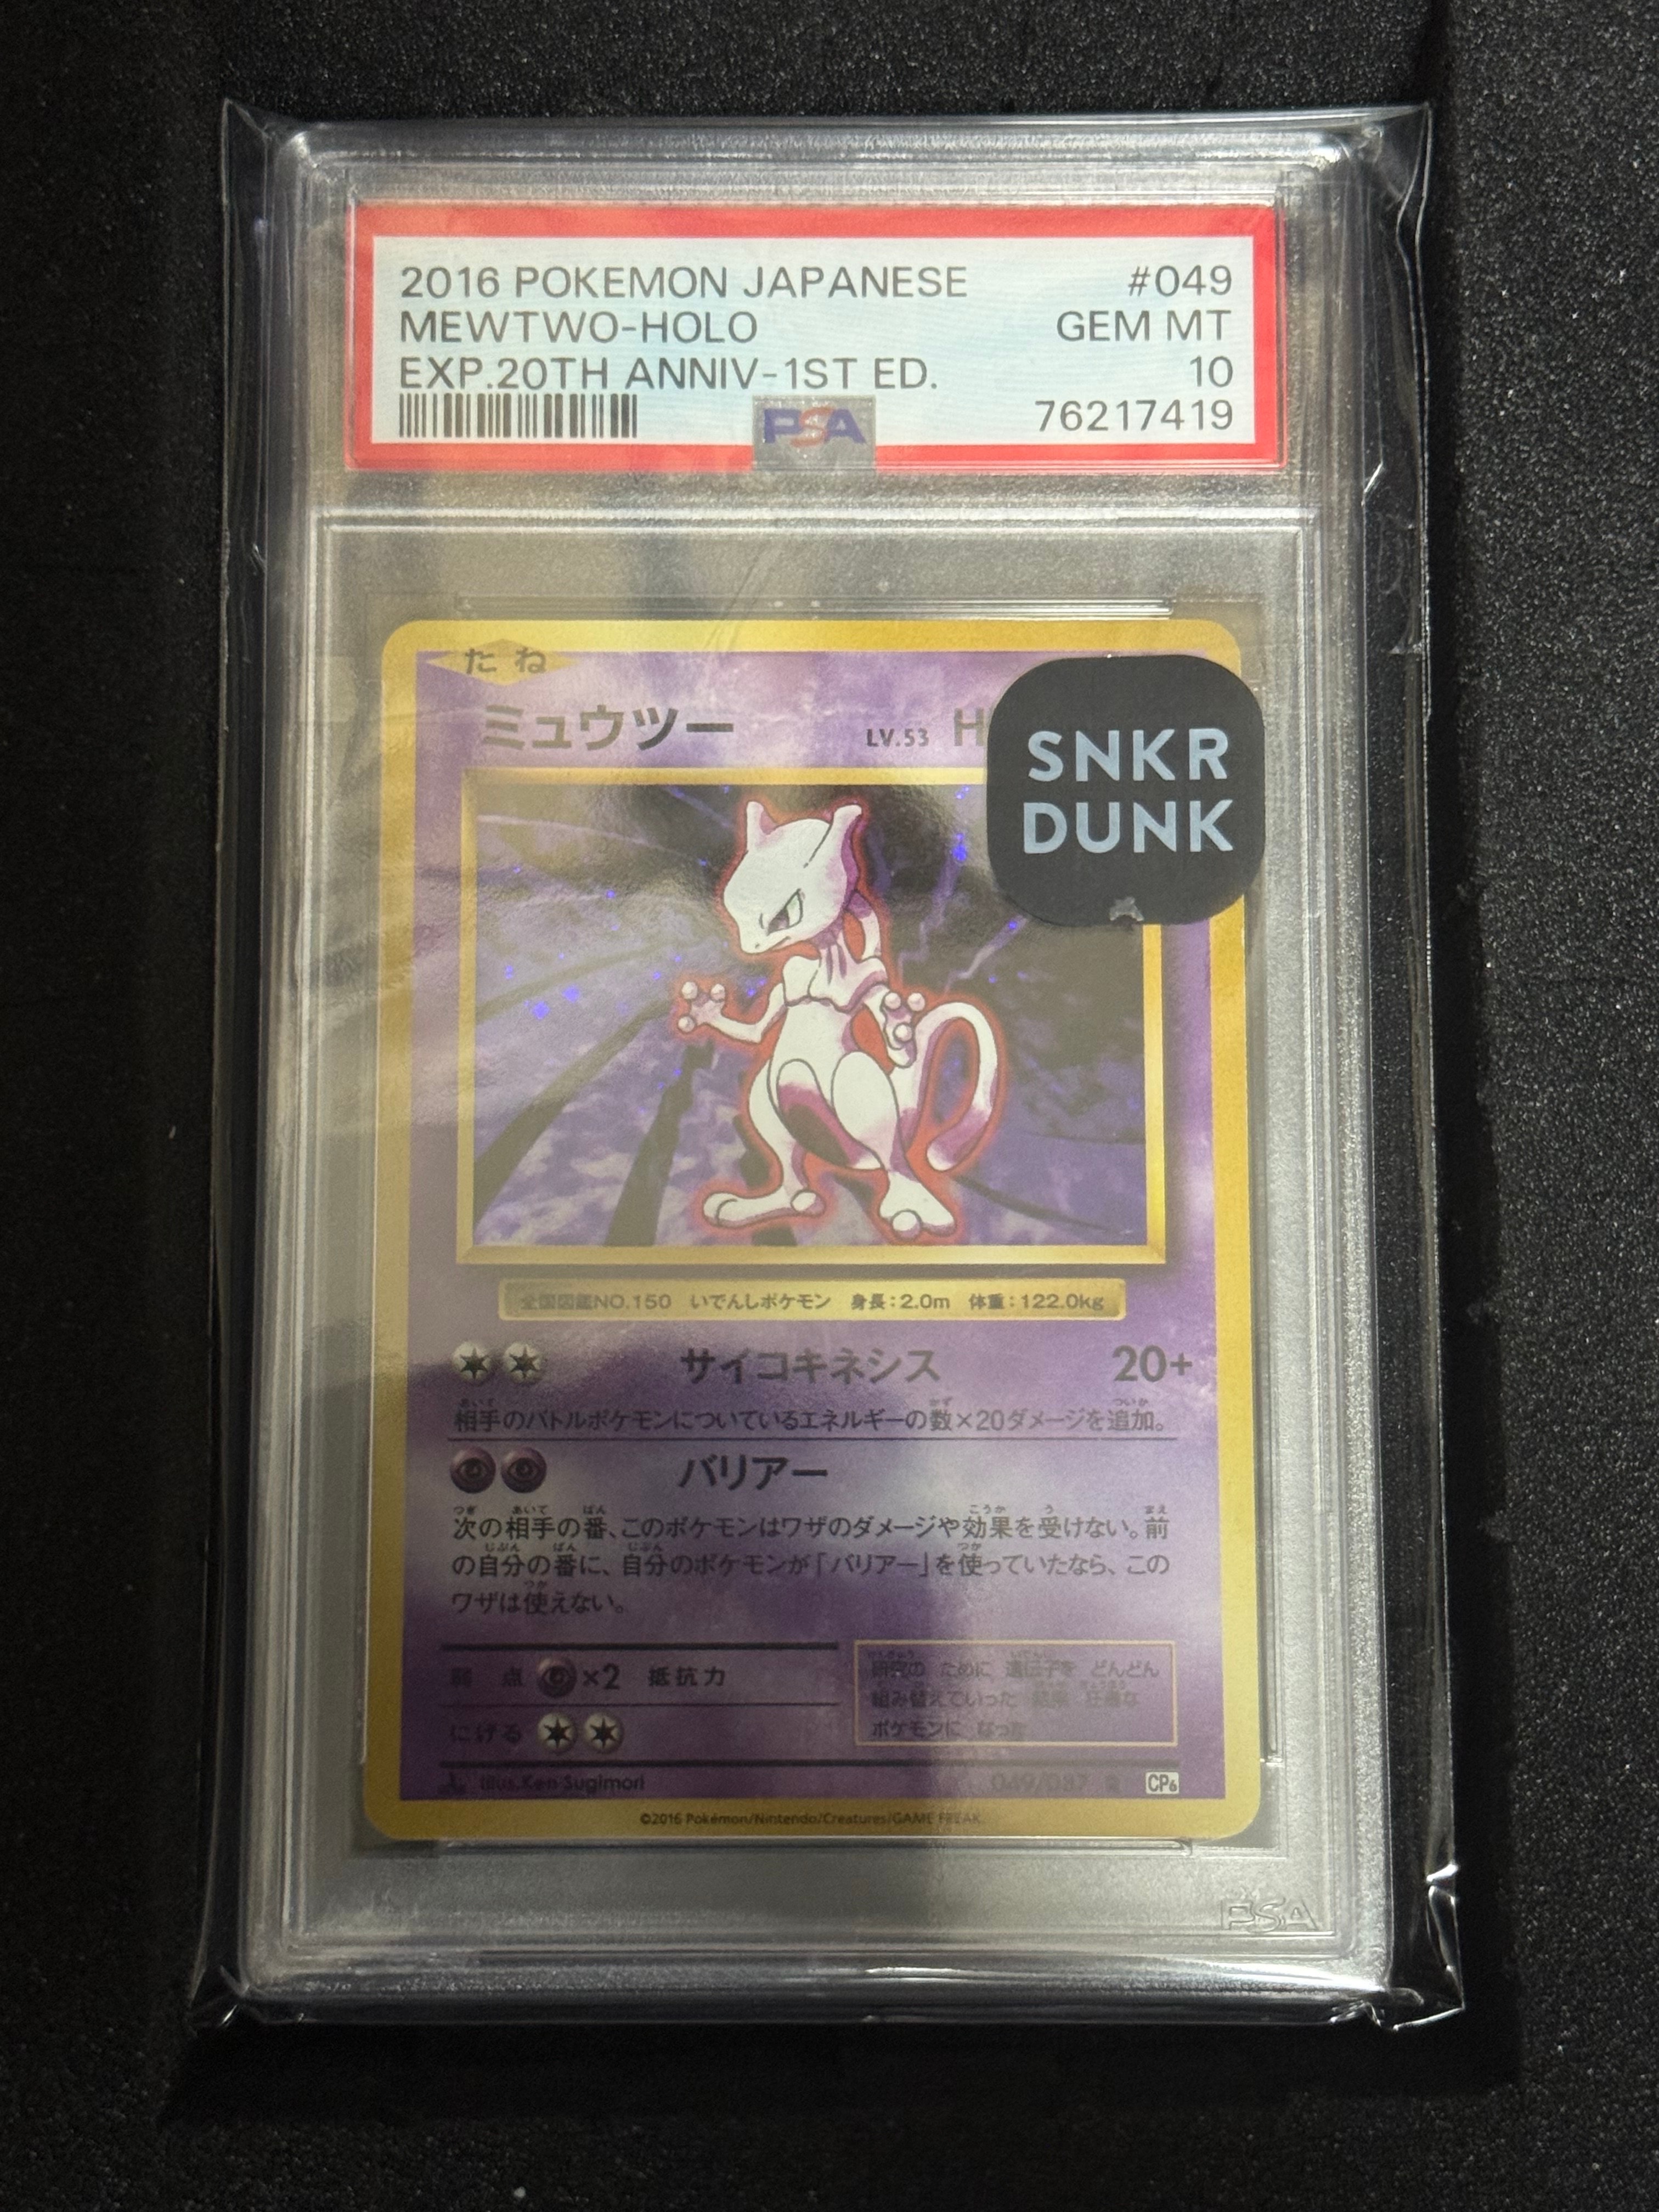 2016 POKEMON JAPANESE #049
MEWTWO-HOLO GEM MT
EXP.20TH ANNIV-1ST ED. 10
76217419
PSA
たね
ミュウツー LV.53 H
SNKR
DUNK
全国図鑑NO.150 いでんしポケモン 身長:2.0m 体重:122.0kg
サイコキネシス 20+
相手のバトルポケモンについているエネルギーの数×20ダメージを追加。
バリアー
次の相手の番、このポケモンはワザのダメージや効果を受けない。前
の自分の番に、自分のポケモンが「バリアー」を使っていたなら、この
ワザは使えない。
弱点 ×2 抵抗力
にげる
研究の ために 遺伝子を どんどん
組み替えていった 結果
ポケモンに なった
Illus.Ken Sugimori 049/087 R CP6
©2016 Pokémon/Nintendo/Creatures/GAME FREAK.
PSA